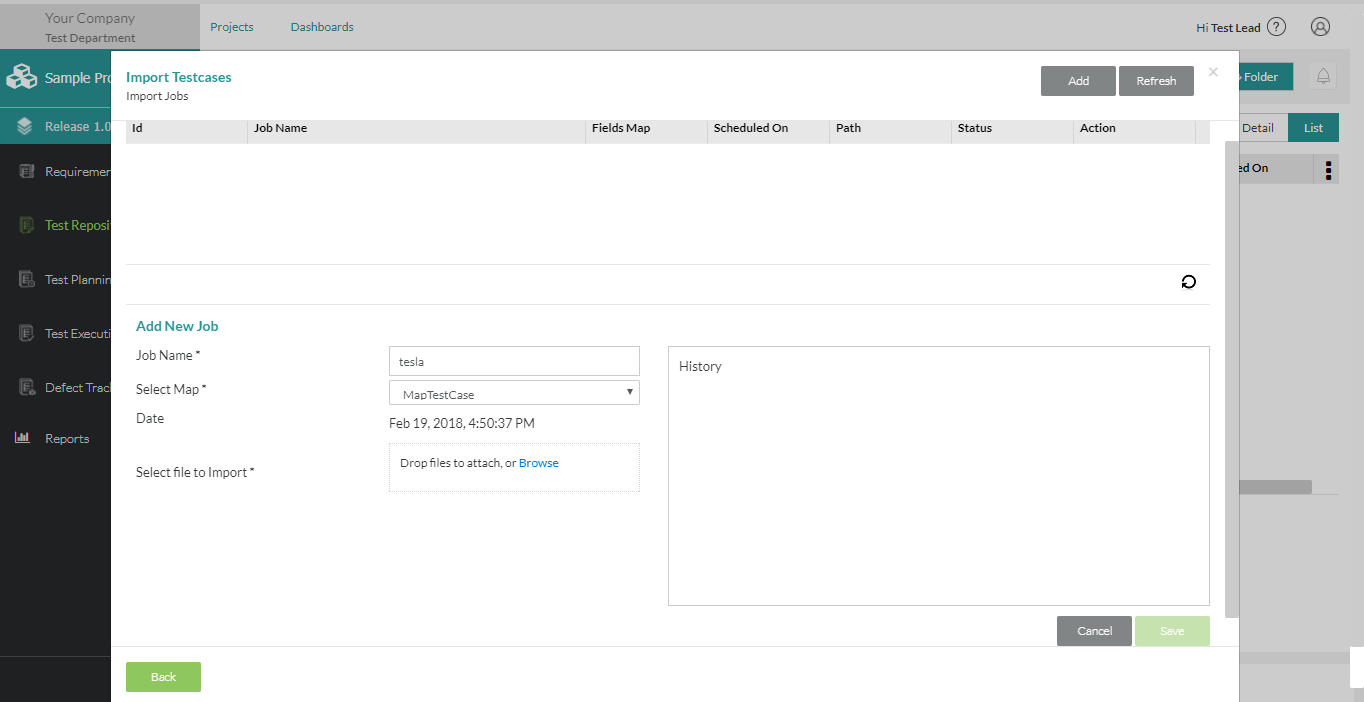 Your Company
Test Department
Projects
Dashboards
Hi Test Lead ?
Sample Pro
Folder
Import Testcases
Import Jobs
Add
Refresh
×
Release 1.0
Id
Job Name
Fields Map
Scheduled On
Path
Status
Action
Detail
List
Requiremen
ed On
Test Reposi
Test Plannin
Test Executi
Defect Trac
Reports
Add New Job
Job Name *
tesla
History
Select Map *
MapTestCase
Date
Feb 19, 2018, 4:50:37 PM
Select file to Import *
Drop files to attach, or Browse
Cancel
Save
Back